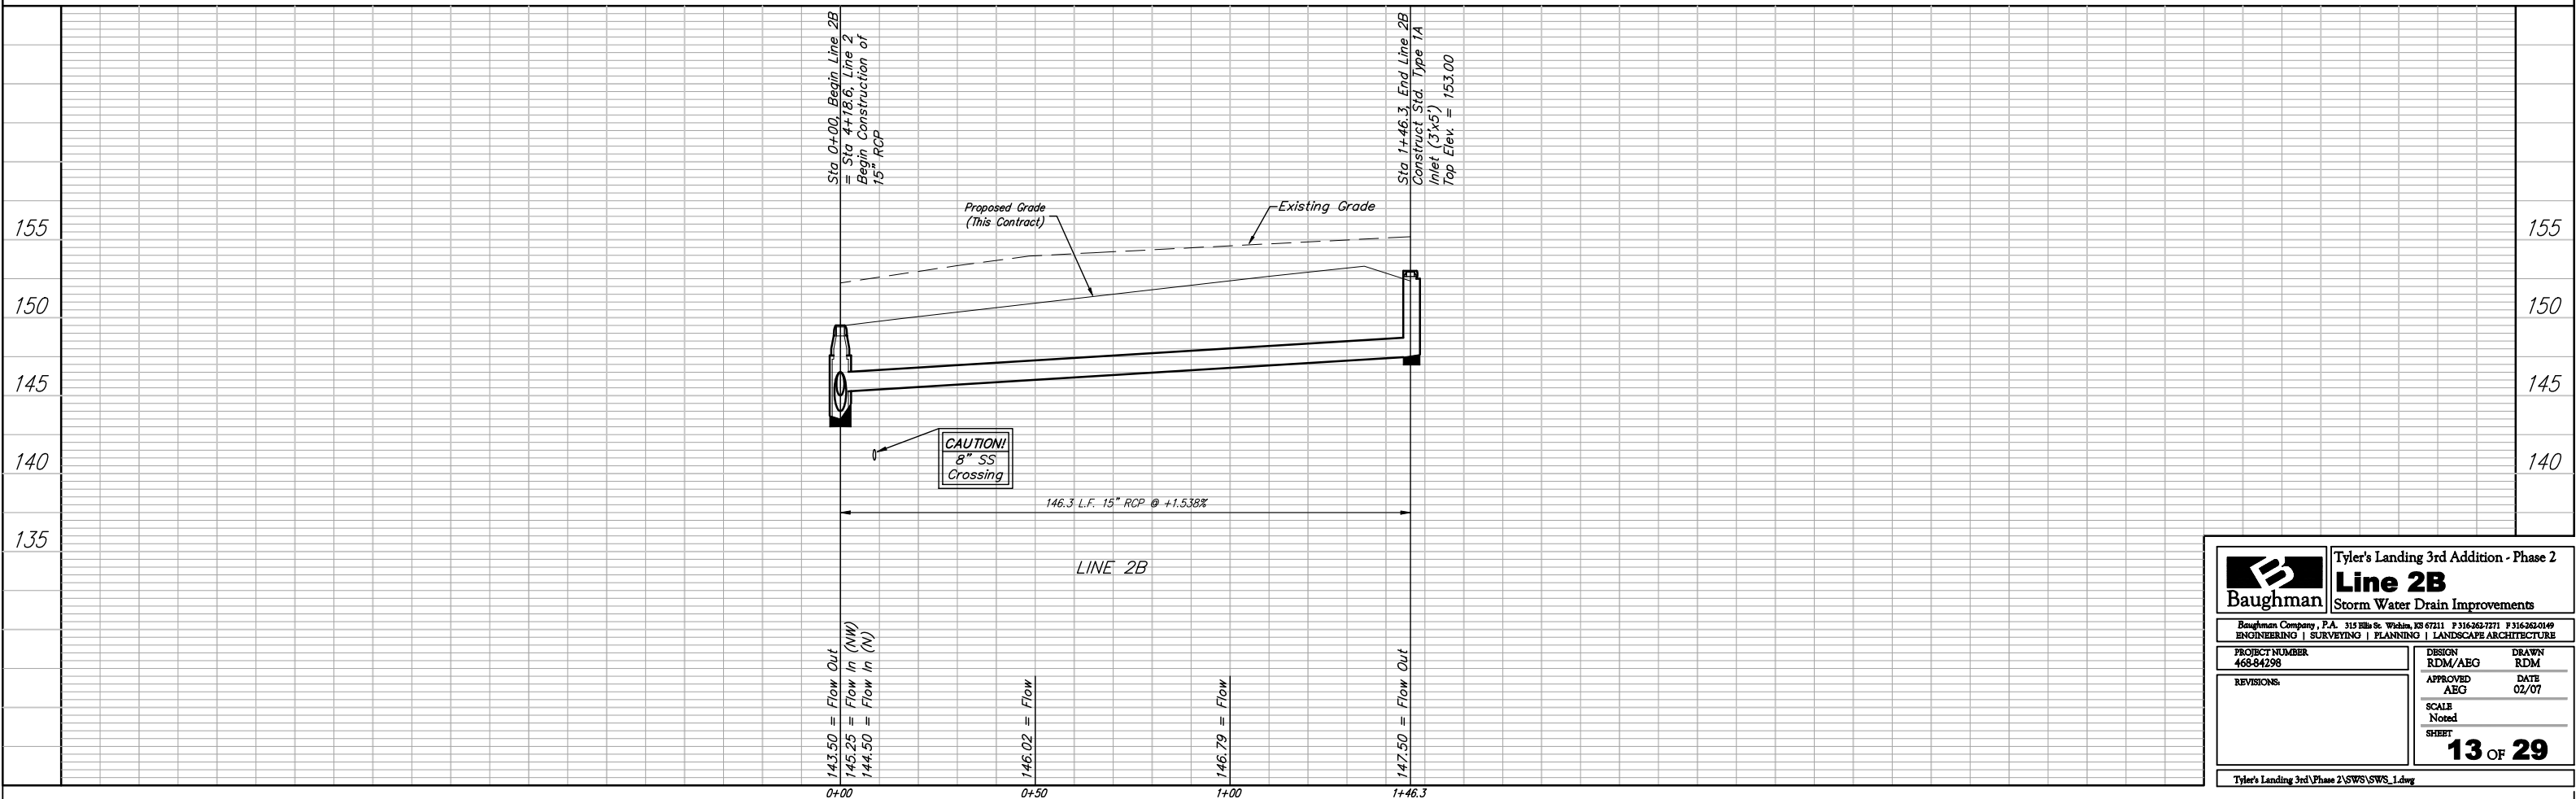 Sta 0+00, Begin Line 2B
= Sta 4+18.6, Line 2
Begin Construction of
15" RCP
Sta 1+46.3, End Line 2B
Construct Std. Type 1A
Inlet (3'x5')
Top Elev. = 153.00
Proposed Grade
(This Contract)
Existing Grade
155
150
145
140
135
155
150
145
140
CAUTION!
8" SS
Crossing
146.3 L.F. 15" RCP @ +1.538%
LINE 2B
143.50 = Flow Out
145.25 = Flow In (NW)
144.50 = Flow In (N)
146.02 = Flow
146.79 = Flow
147.50 = Flow Out
0+00
0+50
1+00
1+46.3
B
Baughman
Tyler's Landing 3rd Addition - Phase 2
Line 2B
Storm Water Drain Improvements
Baughman Company, P.A. 315 Ellis St. Wichita, KS 67211 P 316-262-7271 F 316-262-0149
ENGINEERING | SURVEYING | PLANNING | LANDSCAPE ARCHITECTURE
PROJECT NUMBER
468-84298
REVISIONS:
DESIGN
RDM/AEG
DRAWN
RDM
APPROVED
AEG
DATE
02/07
SCALE
Noted
SHEET
13 OF 29
Tyler's Landing 3rd\Phase 2\SWS\SWS_1.dwg